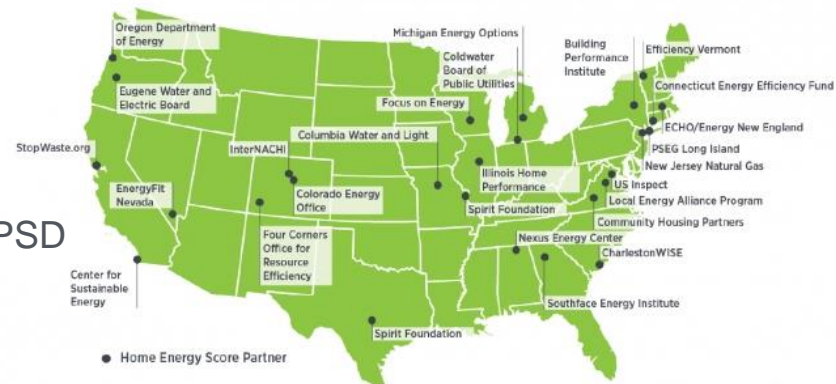 Oregon Department
of Energy
Eugene Water and
Electric Board
StopWaste.org
EnergyFit
Nevada
Center for
Sustainable
Energy
PSD
InterNACHI
Colorado Energy
Office
Four Corners
Office for
Resource
Efficiency
Columbia Water and Light
Focus on Energy
Michigan Energy Options
Coldwater
Board of
Public Utilities
Illinois Home
Performance
Spirit Foundation
Spirit Foundation
Building
Performance
Institute
Efficiency Vermont
Connecticut Energy Efficiency Fund
ECHO/Energy New England
PSEG Long Island
New Jersey Natural Gas
US Inspect
Local Energy Alliance Program
Community Housing Partners
Nexus Energy Center
CharlestonWISE
Southface Energy Institute
Home Energy Score Partner